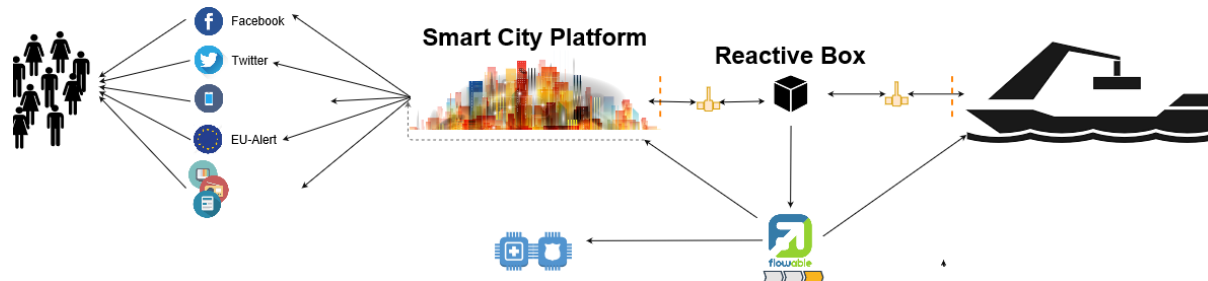 Facebook
Smart City Platform
Twitter
Reactive Box
EU-Alert
flowable